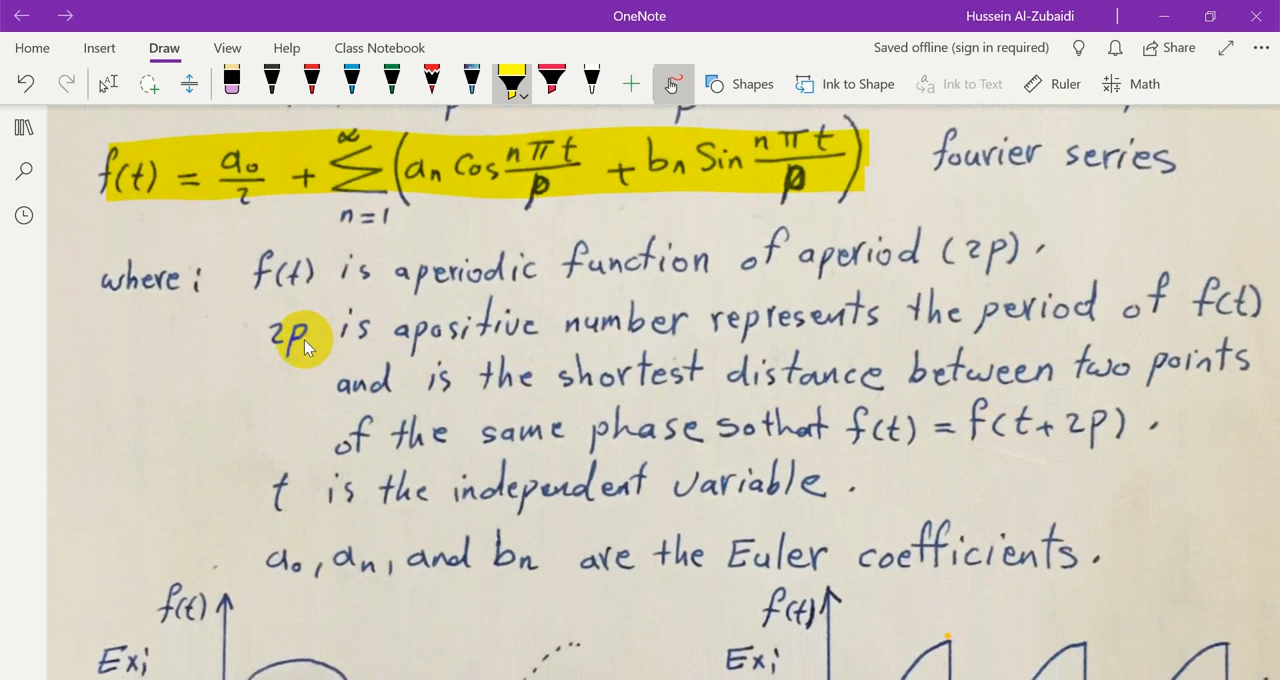 OneNote
Hussein Al-Zubaidi
Home Insert Draw View Help Class Notebook
Saved offline (sign in required) Share
Shapes Ink to Shape Ink to Text Ruler Math
f(t) = a₀/2 + ∑ₙ₌₁^∞ (aₙ Cos nπt/p + bₙ Sin nπt/p) fourier series
where: f(t) is aperiodic function of aperiod (2p).
2p is apositive number represents the period of f(t)
and is the shortest distance between two points
of the same phase so that f(t) = f(t+2p).
t is the independent variable.
a₀, aₙ, and bₙ are the Euler coefficients.
f(t) f(t)
Ex; Ex;